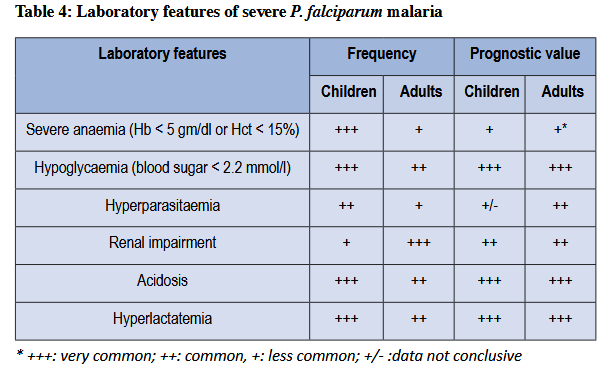 Table 4: Laboratory features of severe P. falciparum malaria
Laboratory features Frequency Prognostic value
Children Adults Children Adults
Severe anaemia (Hb < 5 gm/dl or Hct < 15%) +++ + + +*
Hypoglycaemia (blood sugar < 2.2 mmol/l) +++ ++ +++ +++
Hyperparasitaemia ++ + +/- ++
Renal impairment + +++ ++ ++
Acidosis +++ ++ +++ +++
Hyperlactatemia +++ ++ +++ +++
* +++: very common; ++: common, +: less common; +/- :data not conclusive